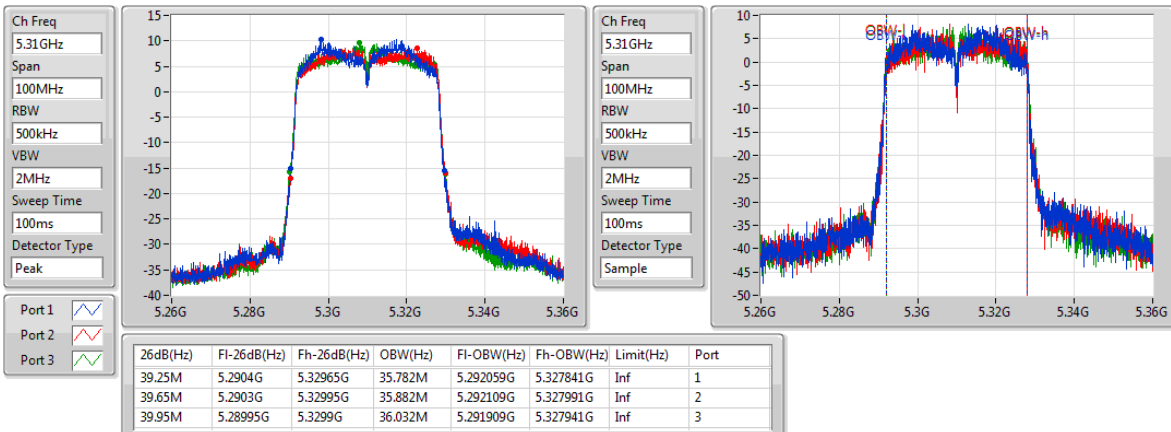 Ch Freq
5.31GHz
Span
100MHz
RBW
500kHz
VBW
2MHz
Sweep Time
100ms
Detector Type
Peak
15
10
5
0
-5
-10
-15
-20
-25
-30
-35
-40
5.26G 5.28G 5.3G 5.32G 5.34G 5.36G
Port 1
Port 2
Port 3
Ch Freq
5.31GHz
Span
100MHz
RBW
500kHz
VBW
2MHz
Sweep Time
100ms
Detector Type
Sample
10
5
0
-5
-10
-15
-20
-25
-30
-35
-40
-45
-50
OBW-l OBW-h
5.26G 5.28G 5.3G 5.32G 5.34G 5.36G
26dB(Hz) Fl-26dB(Hz) Fh-26dB(Hz) OBW(Hz) Fl-OBW(Hz) Fh-OBW(Hz) Limit(Hz) Port
39.25M 5.2904G 5.32965G 35.782M 5.292059G 5.327841G Inf 1
39.65M 5.2903G 5.32995G 35.882M 5.292109G 5.327991G Inf 2
39.95M 5.28995G 5.3299G 36.032M 5.291909G 5.327941G Inf 3